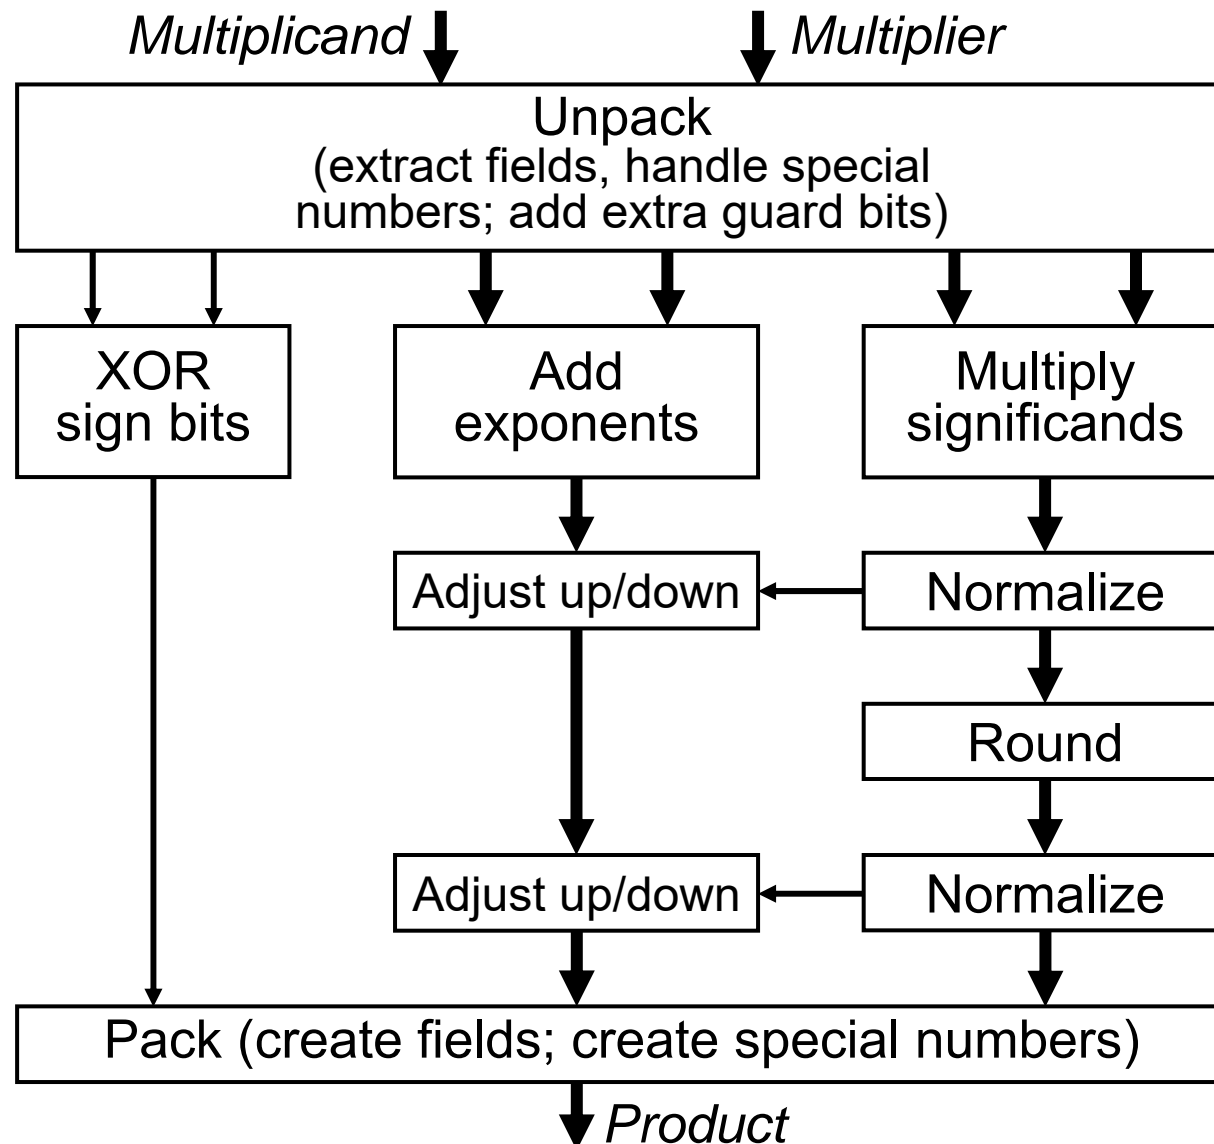 Multiplicand
Multiplier
Unpack
(extract fields, handle special
numbers; add extra guard bits)
XOR
sign bits
Add
exponents
Multiply
significands
Adjust up/down
Normalize
Round
Adjust up/down
Normalize
Pack (create fields; create special numbers)
Product